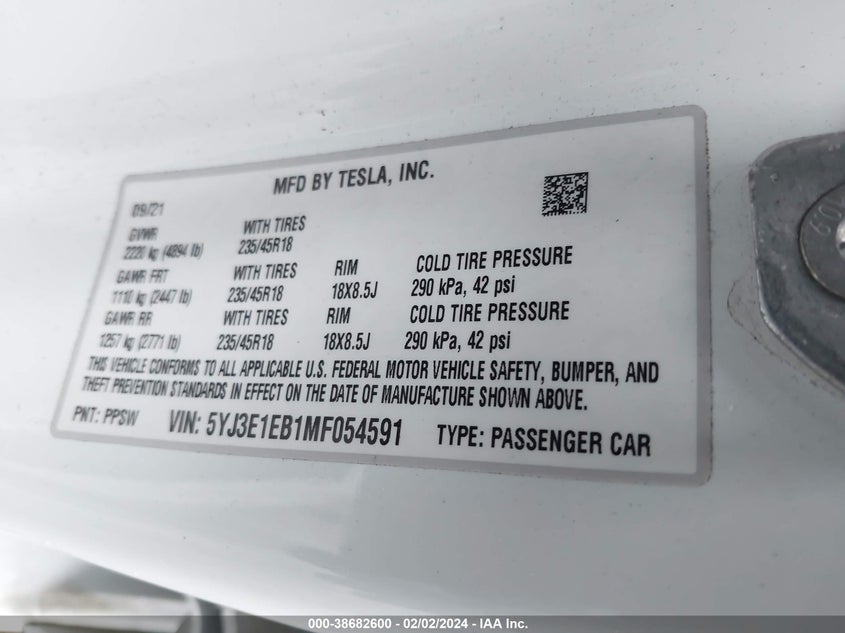 MFD BY TESLA, INC.
09/21
GVWR WITH TIRES
2220 kg (4894 lb) 235/45R18
GAWR FRT WITH TIRES RIM COLD TIRE PRESSURE
1110 kg (2447 lb) 235/45R18 18X8.5J 290 kPa, 42 psi
GAWR RR WITH TIRES RIM COLD TIRE PRESSURE
1257 kg (2771 lb) 235/45R18 18X8.5J 290 kPa, 42 psi
THIS VEHICLE CONFORMS TO ALL APPLICABLE U.S. FEDERAL MOTOR VEHICLE SAFETY, BUMPER, AND
THEFT PREVENTION STANDARDS IN EFFECT ON THE DATE OF MANUFACTURE SHOWN ABOVE.
PNT: PPSW VIN: 5YJ3E1EB1MF054591 TYPE: PASSENGER CAR
000-38682600 - 02/02/2024 - IAA Inc.